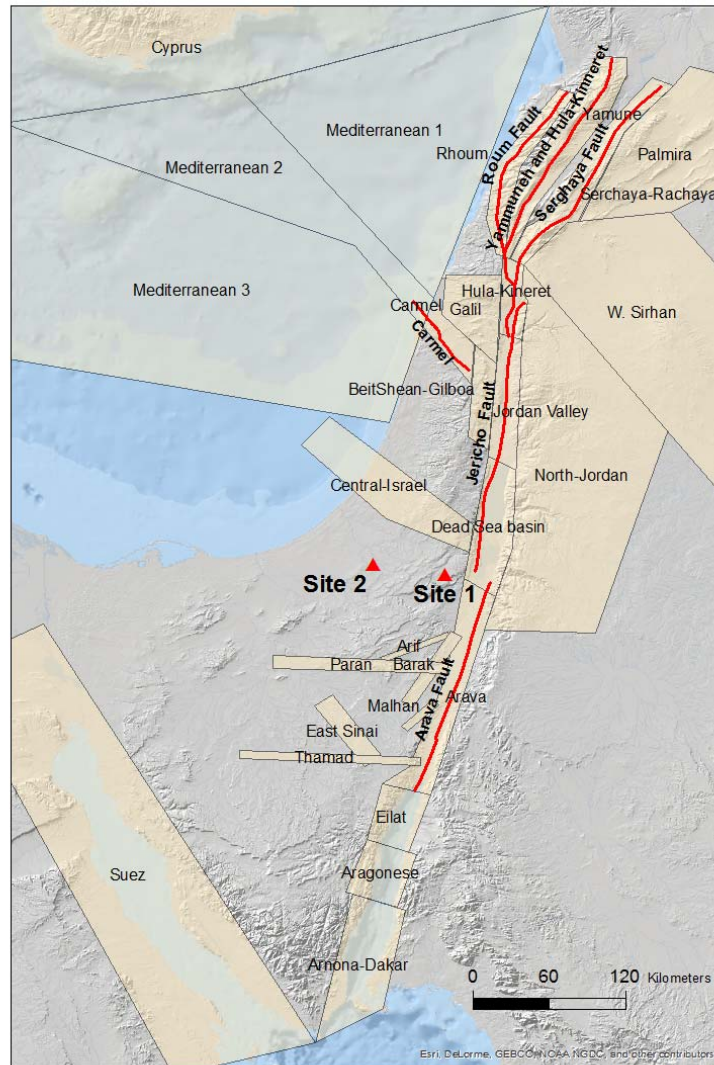 Cyprus
Mediterranean 1
Mediterranean 2
Mediterranean 3
Rhoum
Roum Fault
Yammuneh and Hula-Kinneret
Yamune
Serghaya Fault
Palmira
Serchaya-Rachaya
Hula-Kineret
Carmel
Galil
Carmel
W. Sirhan
BeitShean-Gilboa
Jericho Fault
Jordan Valley
Central-Israel
North-Jordan
Dead Sea basin
Site 2
Site 1
Arif
Paran
Barak
Malhan
Arava Fault
Arava
East Sinai
Thamad
Eilat
Suez
Aragonese
Arnona-Dakar
0 60 120 Kilometers
Esri, DeLorme, GEBCO, NOAA NGDC, and other contributors